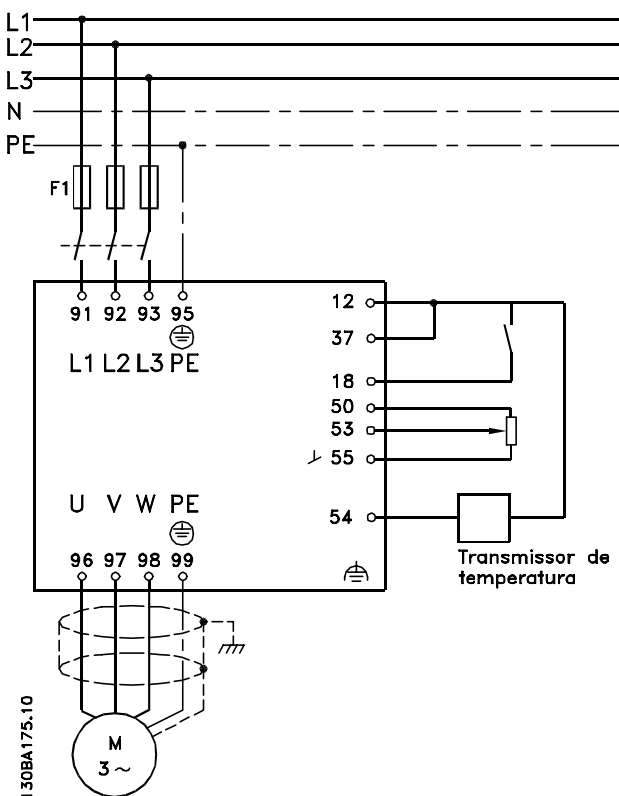 L1
L2
L3
N
PE
F1
91 92 93 95
L1 L2 L3 PE
12
37
18
50
53
55
54
U V W PE
96 97 98 99
Transmissor de
temperatura
M
3 ~
130BA175.10